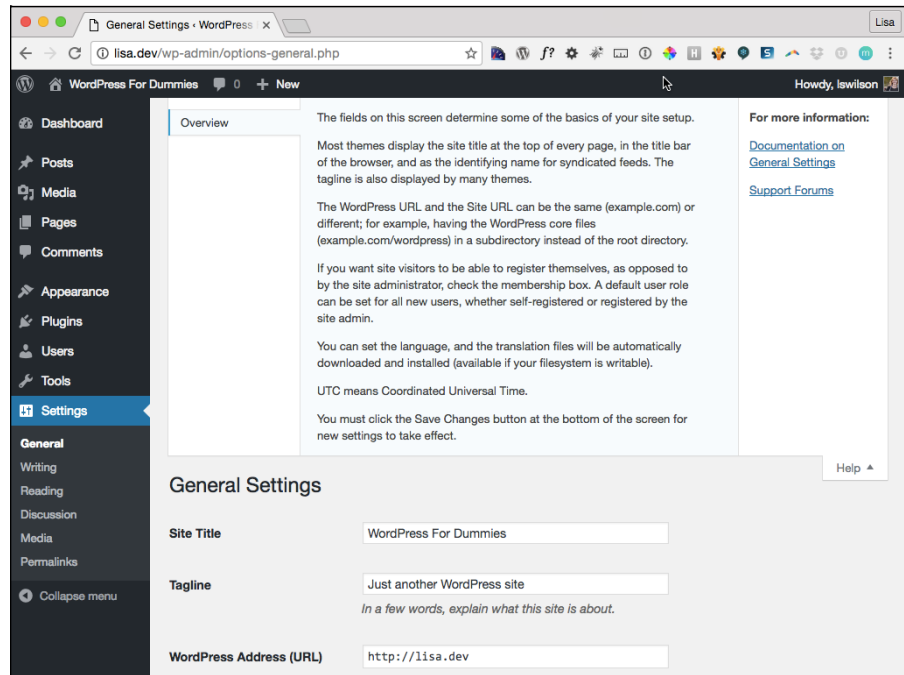 General Settings ‹ WordPress
Lisa
lisa.dev/wp-admin/options-general.php
f?
H
S
m
WordPress For Dummies
0
+ New
Howdy, lswilson
Dashboard
Posts
Media
Pages
Comments
Appearance
Plugins
Users
Tools
Settings
General
Writing
Reading
Discussion
Media
Permalinks
Collapse menu
Overview
The fields on this screen determine some of the basics of your site setup.
Most themes display the site title at the top of every page, in the title bar
of the browser, and as the identifying name for syndicated feeds. The
tagline is also displayed by many themes.
The WordPress URL and the Site URL can be the same (example.com) or
different; for example, having the WordPress core files
(example.com/wordpress) in a subdirectory instead of the root directory.
If you want site visitors to be able to register themselves, as opposed to
by the site administrator, check the membership box. A default user role
can be set for all new users, whether self-registered or registered by the
site admin.
You can set the language, and the translation files will be automatically
downloaded and installed (available if your filesystem is writable).
UTC means Coordinated Universal Time.
You must click the Save Changes button at the bottom of the screen for
new settings to take effect.
For more information:
Documentation on
General Settings
Support Forums
Help ▲
General Settings
Site Title
WordPress For Dummies
Tagline
Just another WordPress site
In a few words, explain what this site is about.
WordPress Address (URL)
http://lisa.dev